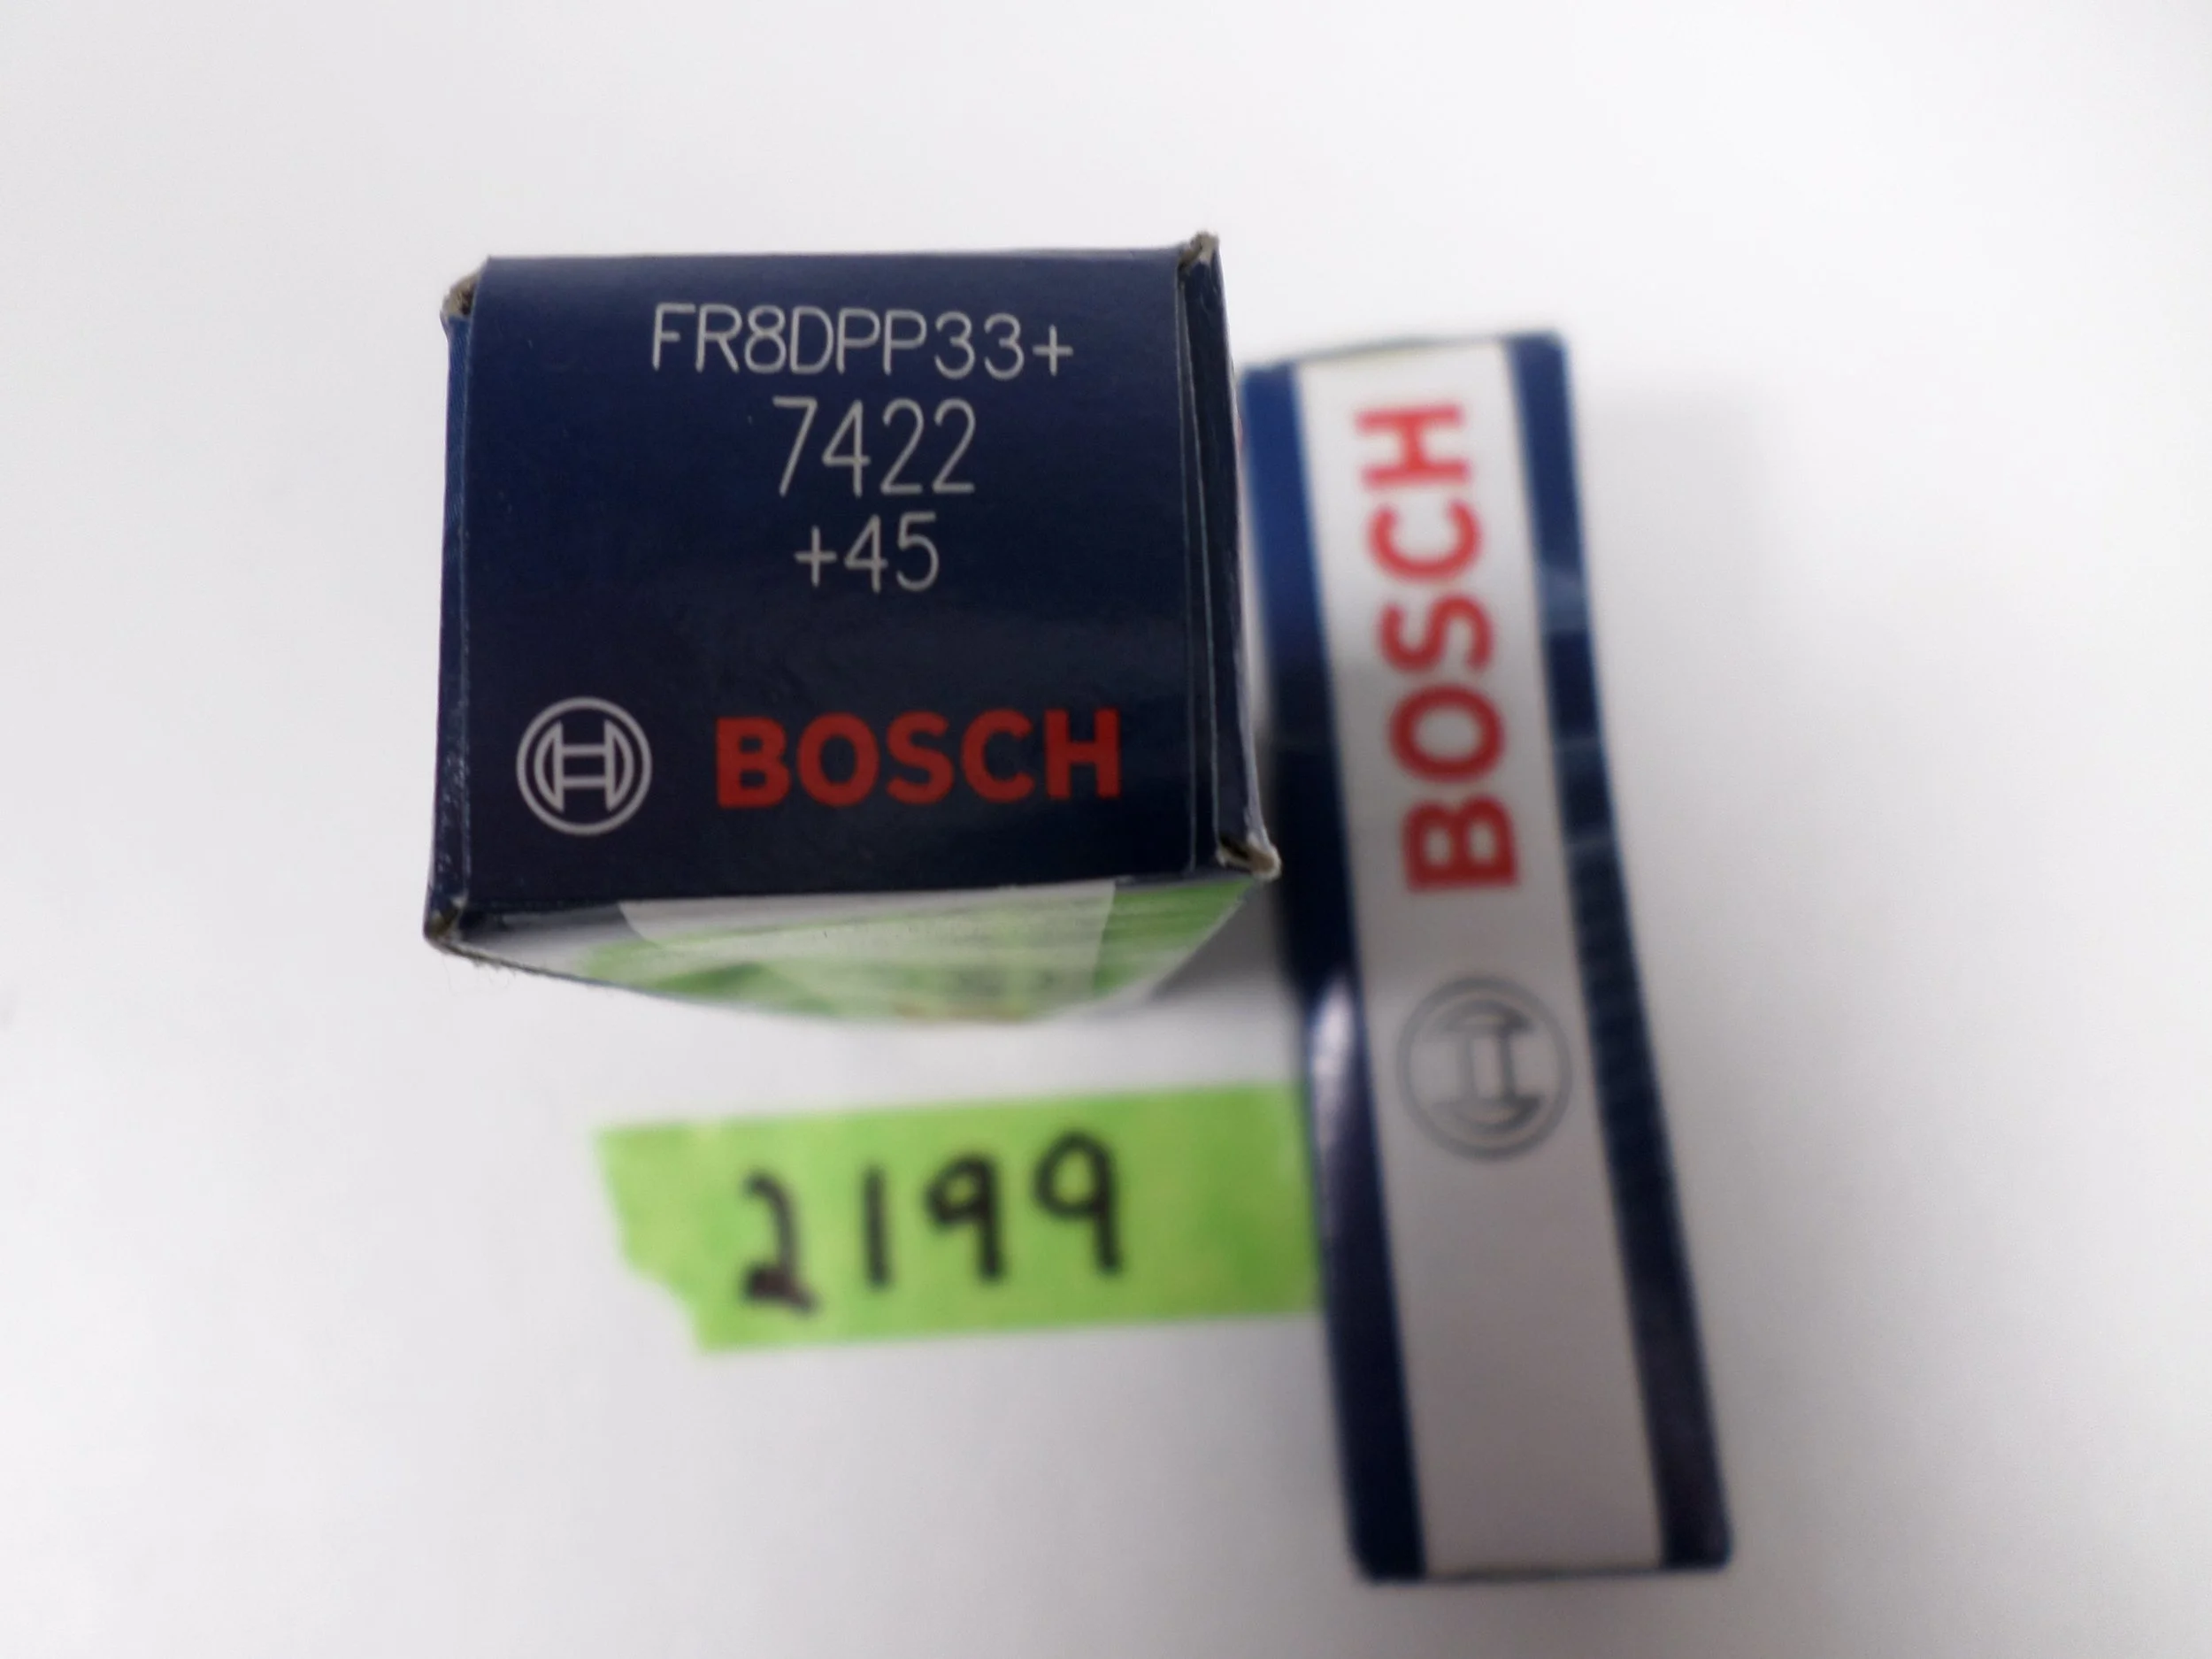 FR8DPP33+
7422
+45
BOSCH
BOSCH
2199